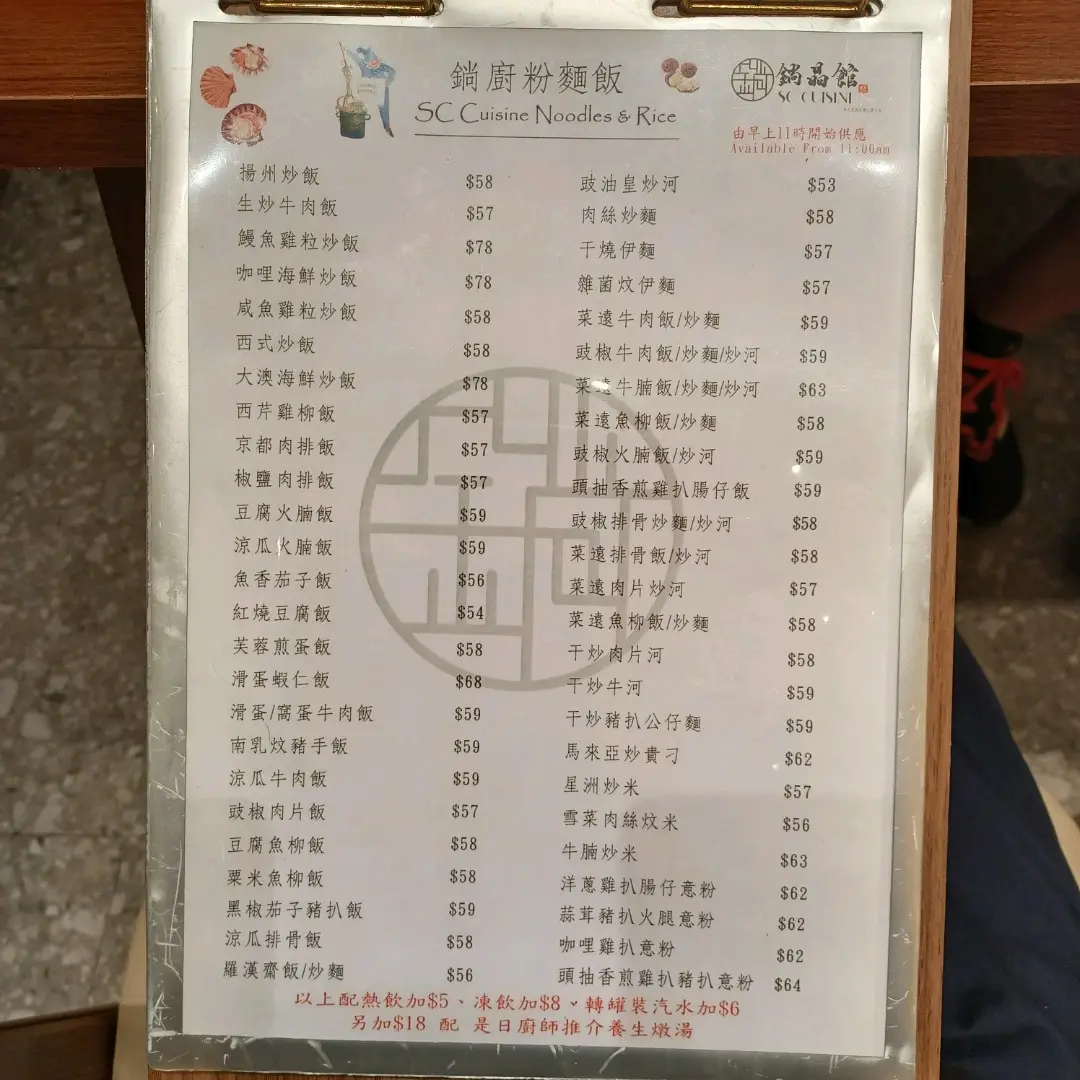 鍋廚粉麵飯
SC Cuisine Noodles & Rice
鍋晶館
SC CUISINE
由早上11時開始供應
Available From 11:00am
揚州炒飯 $58
生炒牛肉飯 $57
鰻魚雞粒炒飯 $78
咖哩海鮮炒飯 $78
咸魚雞粒炒飯 $58
西式炒飯 $58
大澳海鮮炒飯 $78
西芹雞柳飯 $57
京都肉排飯 $57
椒鹽肉排飯 $57
豆腐火腩飯 $59
涼瓜火腩飯 $59
魚香茄子飯 $56
紅燒豆腐飯 $54
芙蓉煎蛋飯 $58
滑蛋蝦仁飯 $68
滑蛋/窩蛋牛肉飯 $59
南乳炆豬手飯 $59
涼瓜牛肉飯 $59
豉椒肉片飯 $57
豆腐魚柳飯 $58
粟米魚柳飯 $58
黑椒茄子豬扒飯 $59
涼瓜排骨飯 $58
羅漢齋飯/炒麵 $56
豉油皇炒河 $53
肉絲炒麵 $58
干燒伊麵 $57
雜菌炆伊麵 $57
菜遠牛肉飯/炒麵 $59
豉椒牛肉飯/炒麵/炒河 $59
菜遠牛腩飯/炒麵/炒河 $63
菜遠魚柳飯/炒麵 $58
豉椒火腩飯/炒河 $59
頭抽香煎雞扒腸仔飯 $59
豉椒排骨炒麵/炒河 $58
菜遠排骨飯/炒河 $58
菜遠肉片炒河 $57
菜遠魚柳飯/炒麵 $58
干炒肉片河 $58
干炒牛河 $59
干炒豬扒公仔麵 $59
馬來亞炒貴刁 $62
星洲炒米 $57
雪菜肉絲炆米 $56
牛腩炒米 $63
洋蔥雞扒腸仔意粉 $62
蒜茸豬扒火腿意粉 $62
咖哩雞扒意粉 $62
頭抽香煎雞扒豬扒意粉 $64
以上配熱飲加$5、凍飲加$8、轉罐裝汽水加$6
另加$18 配 是日廚師推介養生燉湯